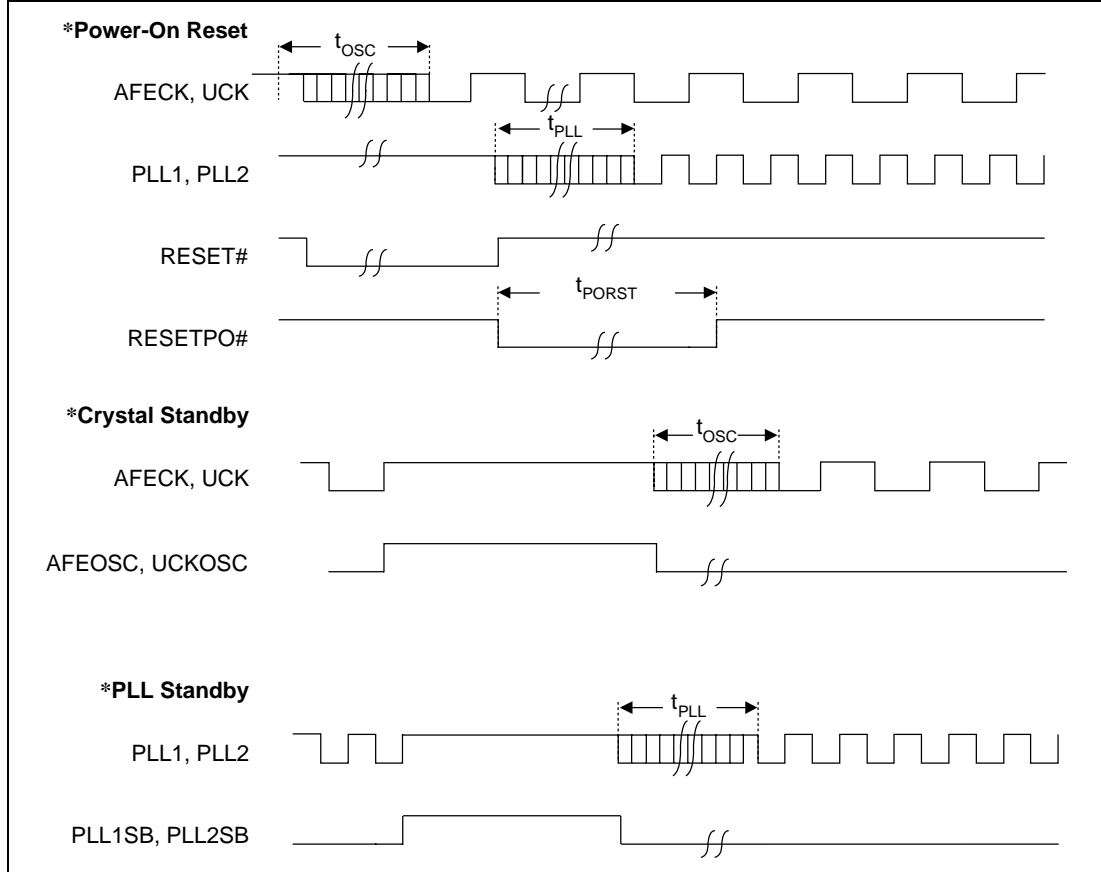 *Power-On Reset
tOSC
AFECK, UCK
tPLL
PLL1, PLL2
RESET#
tPORST
RESETPO#
*Crystal Standby
tOSC
AFECK, UCK
AFEOSC, UCKOSC
*PLL Standby
tPLL
PLL1, PLL2
PLL1SB, PLL2SB